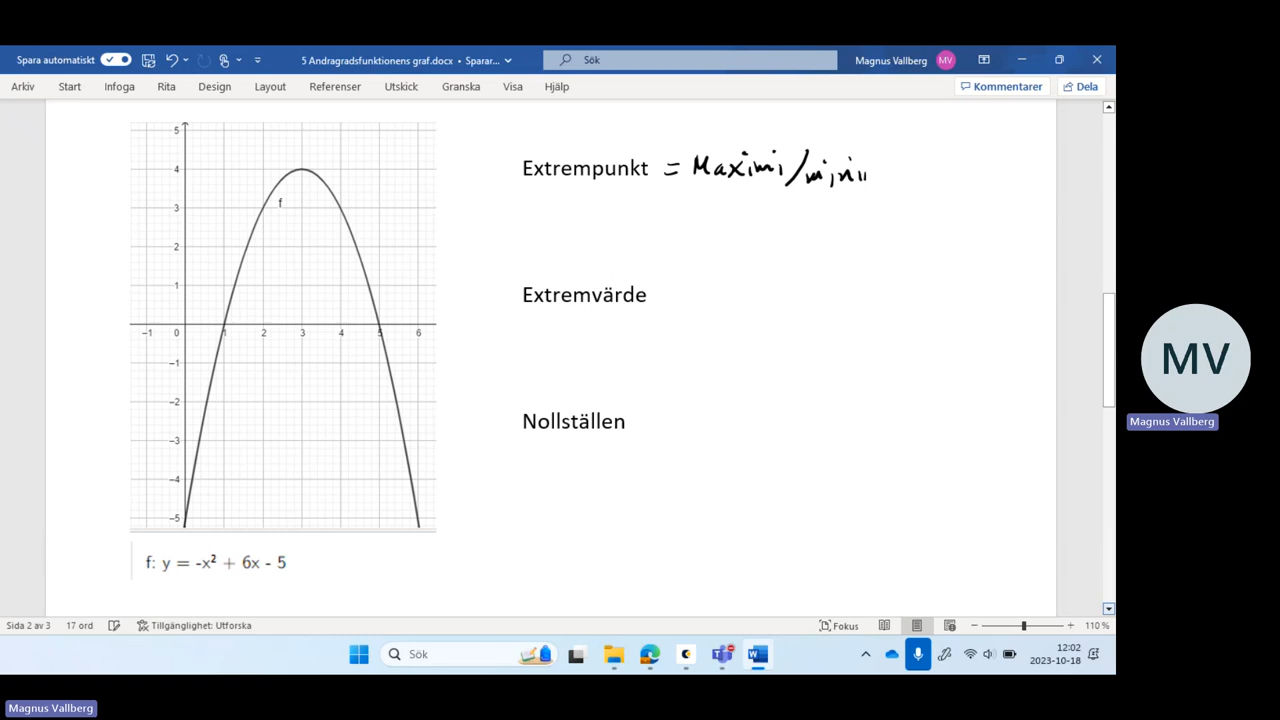 Spara automatiskt
5 Andragradsfunktionens graf.docx • Sparar...
Sök
Magnus Vallberg
MV
Arkiv Start Infoga Rita Design Layout Referenser Utskick Granska Visa Hjälp
Kommentarer
Dela
5
4
3
2
1
-1
-2
-3
-4
-5
-1 0 1 2 3 4 5 6
f
f: y = -x² + 6x - 5
Extrempunkt = Maximi/
Extremvärde
Nollställen
MV
Magnus Vallberg
Sida 2 av 3 17 ord Tillgänglighet: Utforska
Fokus
110 %
Sök
12:02
2023-10-18
Magnus Vallberg